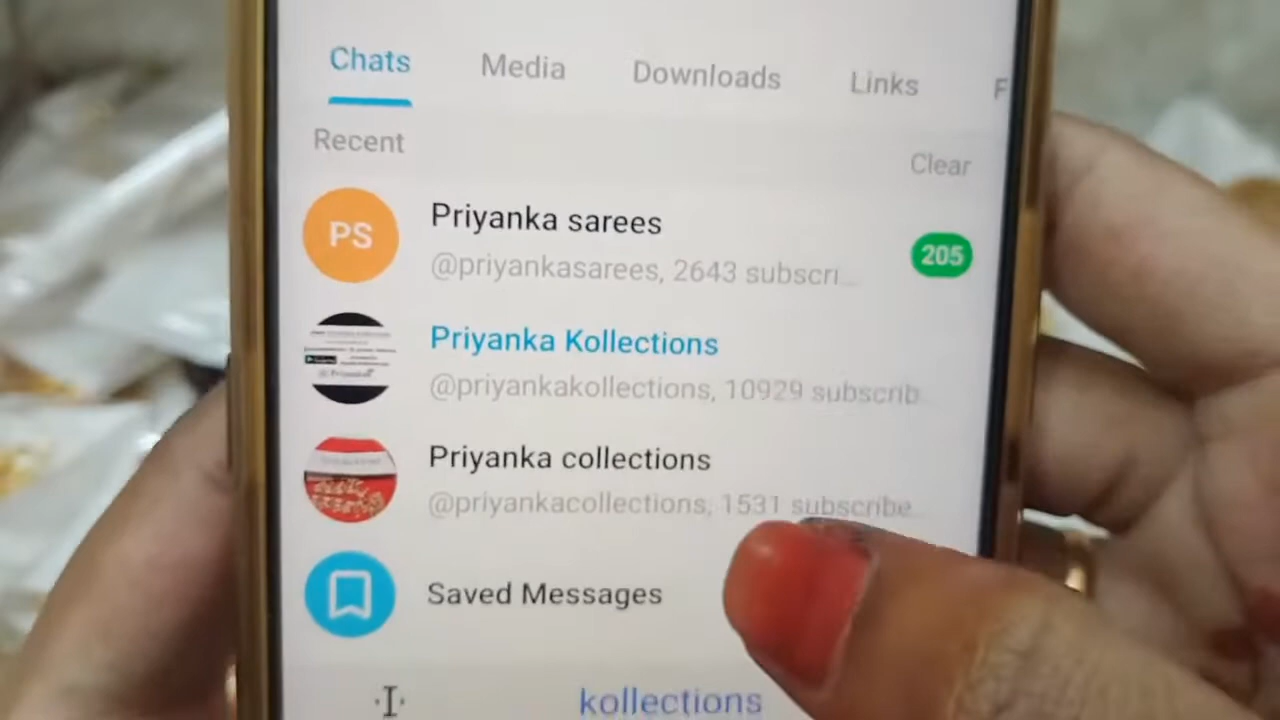 Chats Media Downloads Links F
Recent Clear
PS Priyanka sarees
@priyankasarees, 2643 subscri... 205
Priyanka Kollections
@priyankakollections, 10929 subscrib
Priyanka collections
@priyankacollections, 1531 subscribe
Saved Messages
kollections